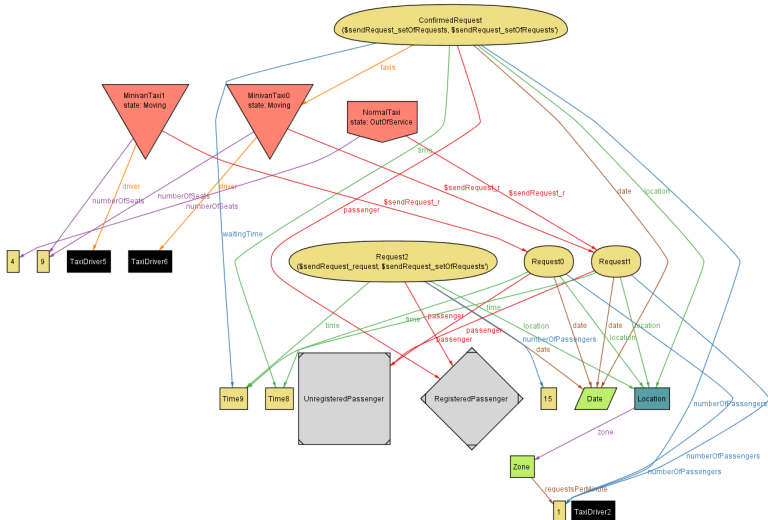 ConfirmedRequest
($sendRequest_setOfRequests, $sendRequest_setOfRequests')
taxis
MinivanTaxi1
state: Moving
MinivanTaxi0
state: Moving
NormalTaxi
state: OutOfService
time
date
location
driver
numberOfSeats
driver
numberOfSeats
numberOfSeats
$sendRequest_r
$sendRequest_r
$sendRequest_r
passenger
waitingTime
4
9
TaxiDriver5
TaxiDriver6
Request2
($sendRequest_request, $sendRequest_setOfRequests')
Request0
Request1
time
time
passenger
passenger
passenger
location
numberOfPassengers
date
date
date
location
location
Time9
Time8
UnregisteredPassenger
RegisteredPassenger
15
Date
Location
numberOfPassengers
zone
numberOfPassengers
numberOfPassengers
Zone
requestsPerMinute
1
TaxiDriver2